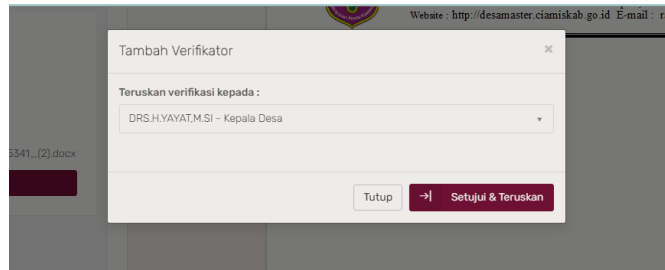 Website : http://desamaster.ciamiskab.go.id E-mail : r
Tambah Verifikator ×
Teruskan verifikasi kepada :
DRS.H.YAYAT,M.SI - Kepala Desa
5341_(2).docx
Tutup
Setujui & Teruskan